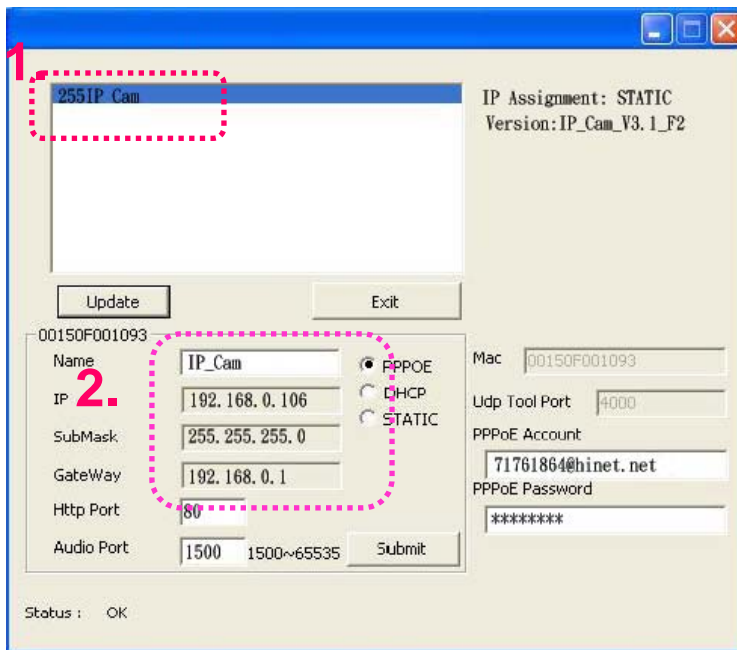 1.
255IP Cam
IP Assignment: STATIC
Version:IP_Cam_V3.1_F2
Update
Exit
00150F001093
Name
IP_Cam
PPPOE
IP
192.168.0.106
DHCP
SubMask
255.255.255.0
STATIC
GateWay
192.168.0.1
Http Port
80
Audio Port
1500
1500~65535
Submit
2.
Mac
00150F001093
Udp Tool Port
4000
PPPoE Account
71761864@hinet.net
PPPoE Password
********
Status :
OK